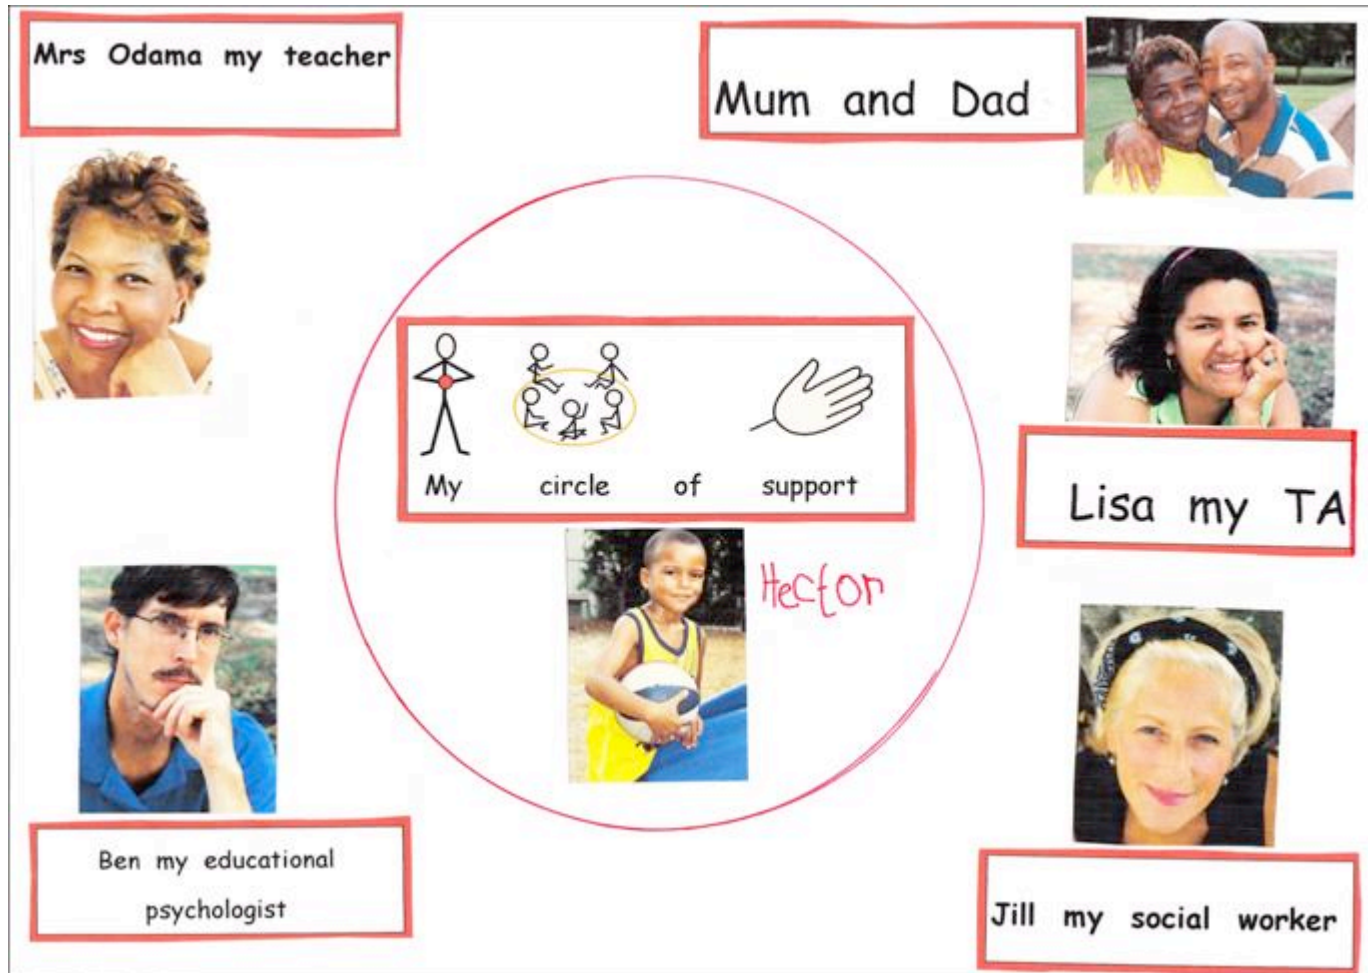 Mrs Odama my teacher
Mum and Dad
My circle of support
Lisa my TA
Hector
Ben my educational
psychologist
Jill my social worker